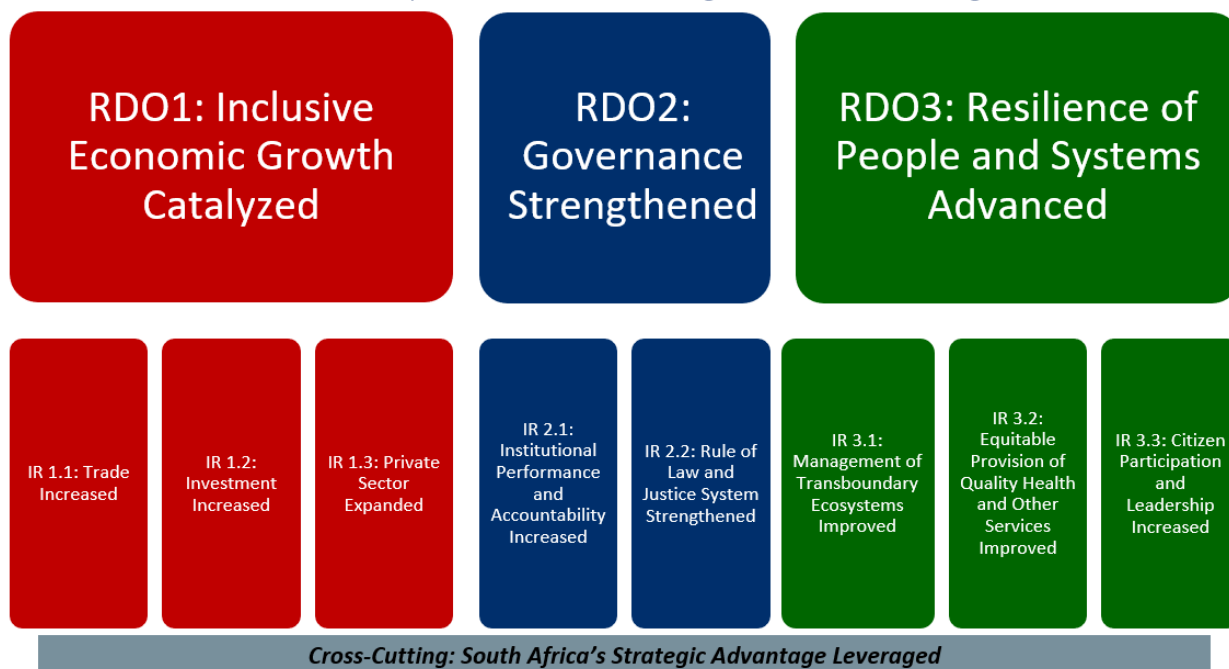 RDO1: Inclusive
Economic Growth
Catalyzed
RDO2:
Governance
Strengthened
RDO3: Resilience of
People and Systems
Advanced
IR 1.1: Trade
Increased
IR 1.2:
Investment
Increased
IR 1.3: Private
Sector
Expanded
IR 2.1:
Institutional
Performance
and
Accountability
Increased
IR 2.2: Rule of
Law and
Justice System
Strengthened
IR 3.1:
Management of
Transboundary
Ecosystems
Improved
IR 3.2:
Equitable
Provision of
Quality Health
and Other
Services
Improved
IR 3.3: Citizen
Participation
and
Leadership
Increased
Cross-Cutting: South Africa’s Strategic Advantage Leveraged